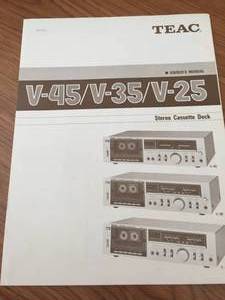 TEAC
OWNER'S MANUAL
V-45/V-35/V-25
Stereo Cassette Deck